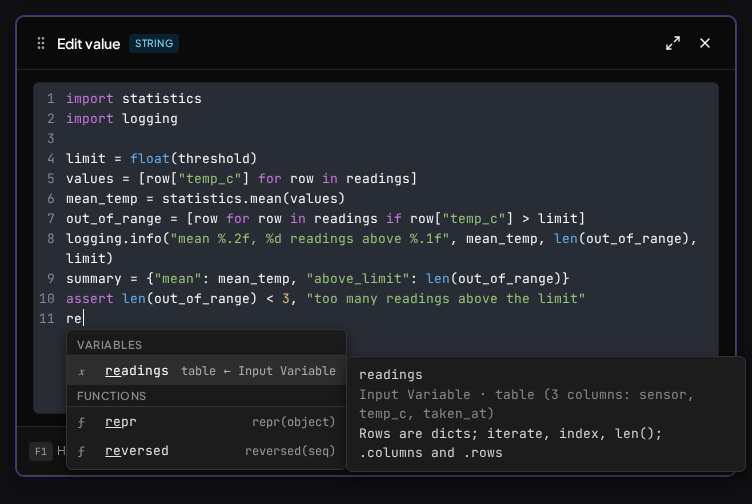 Edit value STRING
1 import statistics
2 import logging
3
4 limit = float(threshold)
5 values = [row["temp_c"] for row in readings]
6 mean_temp = statistics.mean(values)
7 out_of_range = [row for row in readings if row["temp_c"] > limit]
8 logging.info("mean %.2f, %d readings above %.1f", mean_temp, len(out_of_range),
limit)
9 summary = {"mean": mean_temp, "above_limit": len(out_of_range)}
10 assert len(out_of_range) < 3, "too many readings above the limit"
11 re
VARIABLES
x readings table ← Input Variable
FUNCTIONS
ƒ repr repr(object)
ƒ reversed reversed(seq)
readings
Input Variable · table (3 columns: sensor,
temp_c, taken_at)
Rows are dicts; iterate, index, len();
.columns and .rows
F1 H